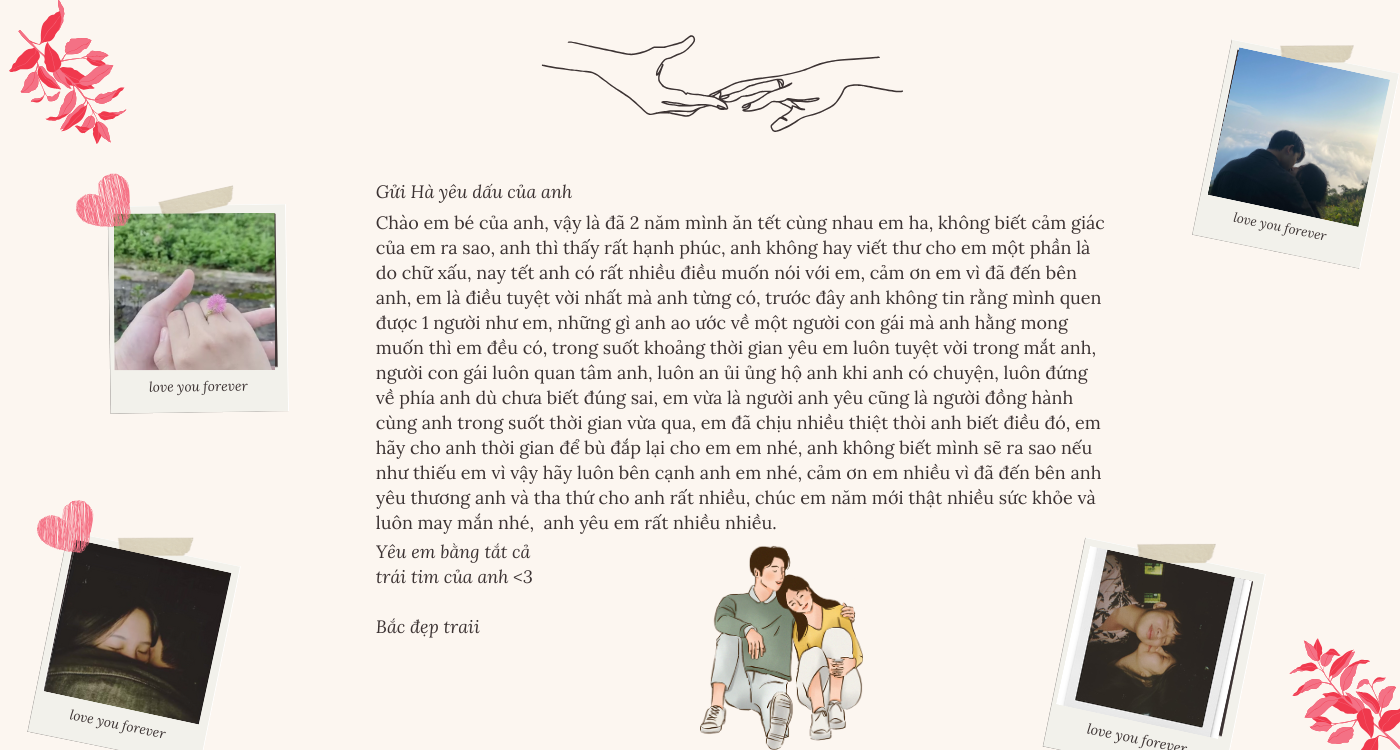 Gửi Hà yêu dấu của anh
Chào em bé của anh, vậy là đã 2 năm mình ăn tết cùng nhau em ha, không biết cảm giác
của em ra sao, anh thì thấy rất hạnh phúc, anh không hay viết thư cho em một phần là
do chữ xấu, nay tết anh có rất nhiều điều muốn nói với em, cảm ơn em vì đã đến bên
anh, em là điều tuyệt vời nhất mà anh từng có, trước đây anh không tin rằng mình quen
được 1 người như em, những gì anh ao ước về một người con gái mà anh hằng mong
muốn thì em đều có, trong suốt khoảng thời gian yêu em luôn tuyệt vời trong mắt anh,
người con gái luôn quan tâm anh, luôn an ủi ủng hộ anh khi anh có chuyện, luôn đứng
về phía anh dù chưa biết đúng sai, em vừa là người anh yêu cũng là người đồng hành
cùng anh trong suốt thời gian vừa qua, em đã chịu nhiều thiệt thòi anh biết điều đó, em
hãy cho anh thời gian để bù đắp lại cho em em nhé, anh không biết mình sẽ ra sao nếu
như thiếu em vì vậy hãy luôn bên cạnh anh em nhé, cảm ơn em nhiều vì đã đến bên anh
yêu thương anh và tha thứ cho anh rất nhiều, chúc em năm mới thật nhiều sức khỏe và
luôn may mắn nhé,  anh yêu em rất nhiều nhiều.
Yêu em bằng tất cả
trái tim của anh <3
Bắc đẹp traii
love you forever
love you forever
love you forever
love you forever